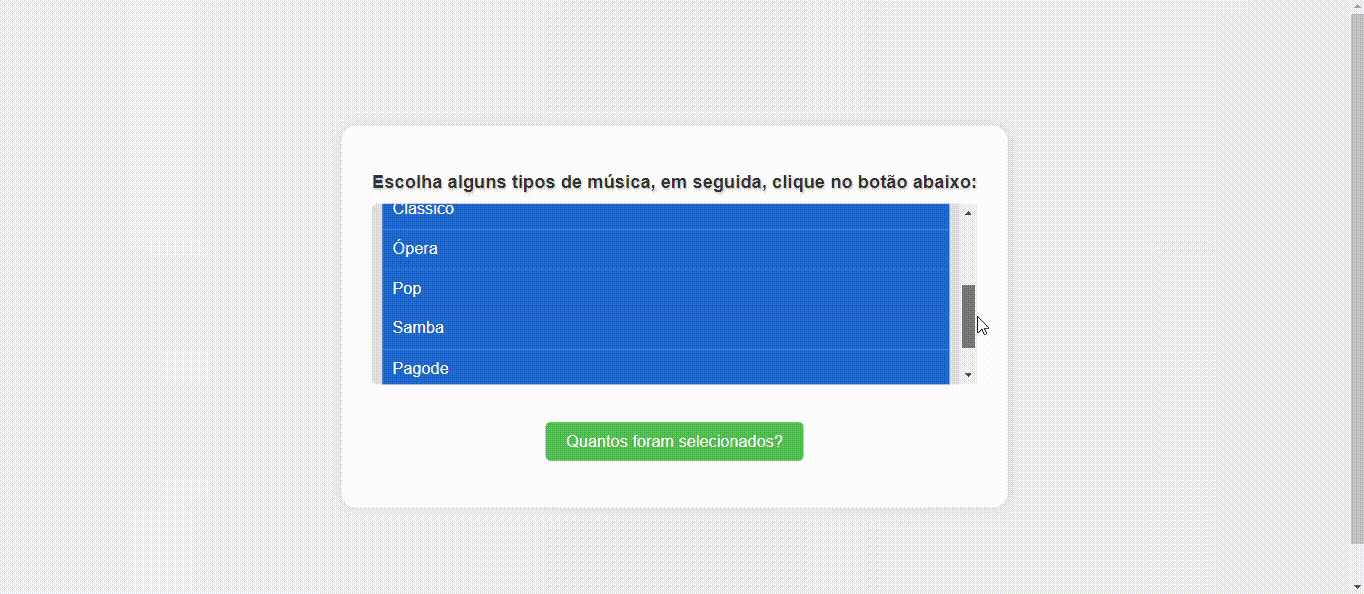 Escolha alguns tipos de música, em seguida, clique no botão abaixo:
Clássico
Ópera
Pop
Samba
Pagode
Quantos foram selecionados?